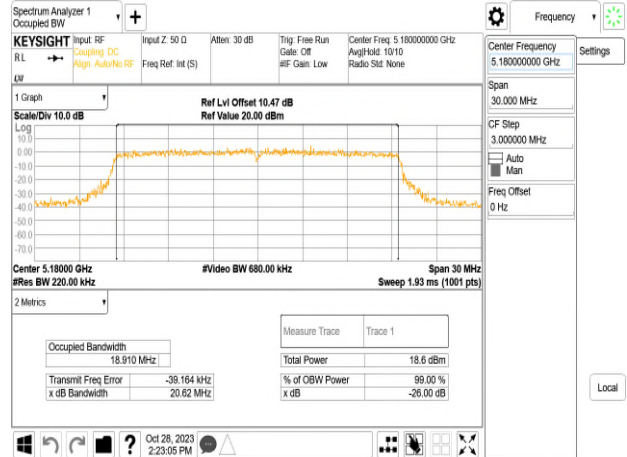 Spectrum Analyzer 1
Occupied BW
+
Frequency
KEYSIGHT Input: RF Input Z: 50 Ω Atten: 30 dB Trig: Free Run Center Freq: 5.180000000 GHz
RL Coupling: DC Gate: Off Avg|Hold: 10/10
Align: Auto/No RF Freq Ref: Int (S) #IF Gain: Low Radio Std: None
Center Frequency
5.180000000 GHz
Settings
Span
30.000 MHz
CF Step
3.000000 MHz
Auto
Man
Freq Offset
0 Hz
Local
1 Graph
Ref Lvl Offset 10.47 dB
Scale/Div 10.0 dB Ref Value 20.00 dBm
Log
10.0
0.00
-10.0
-20.0
-30.0
-40.0
-50.0
-60.0
-70.0
Center 5.18000 GHz #Video BW 680.00 kHz Span 30 MHz
#Res BW 220.00 kHz Sweep 1.93 ms (1001 pts)
2 Metrics
Measure Trace Trace 1
Occupied Bandwidth
18.910 MHz
Total Power 18.6 dBm
Transmit Freq Error -39.164 kHz % of OBW Power 99.00 %
x dB Bandwidth 20.62 MHz x dB -26.00 dB
? Oct 28, 2023
2:23:05 PM